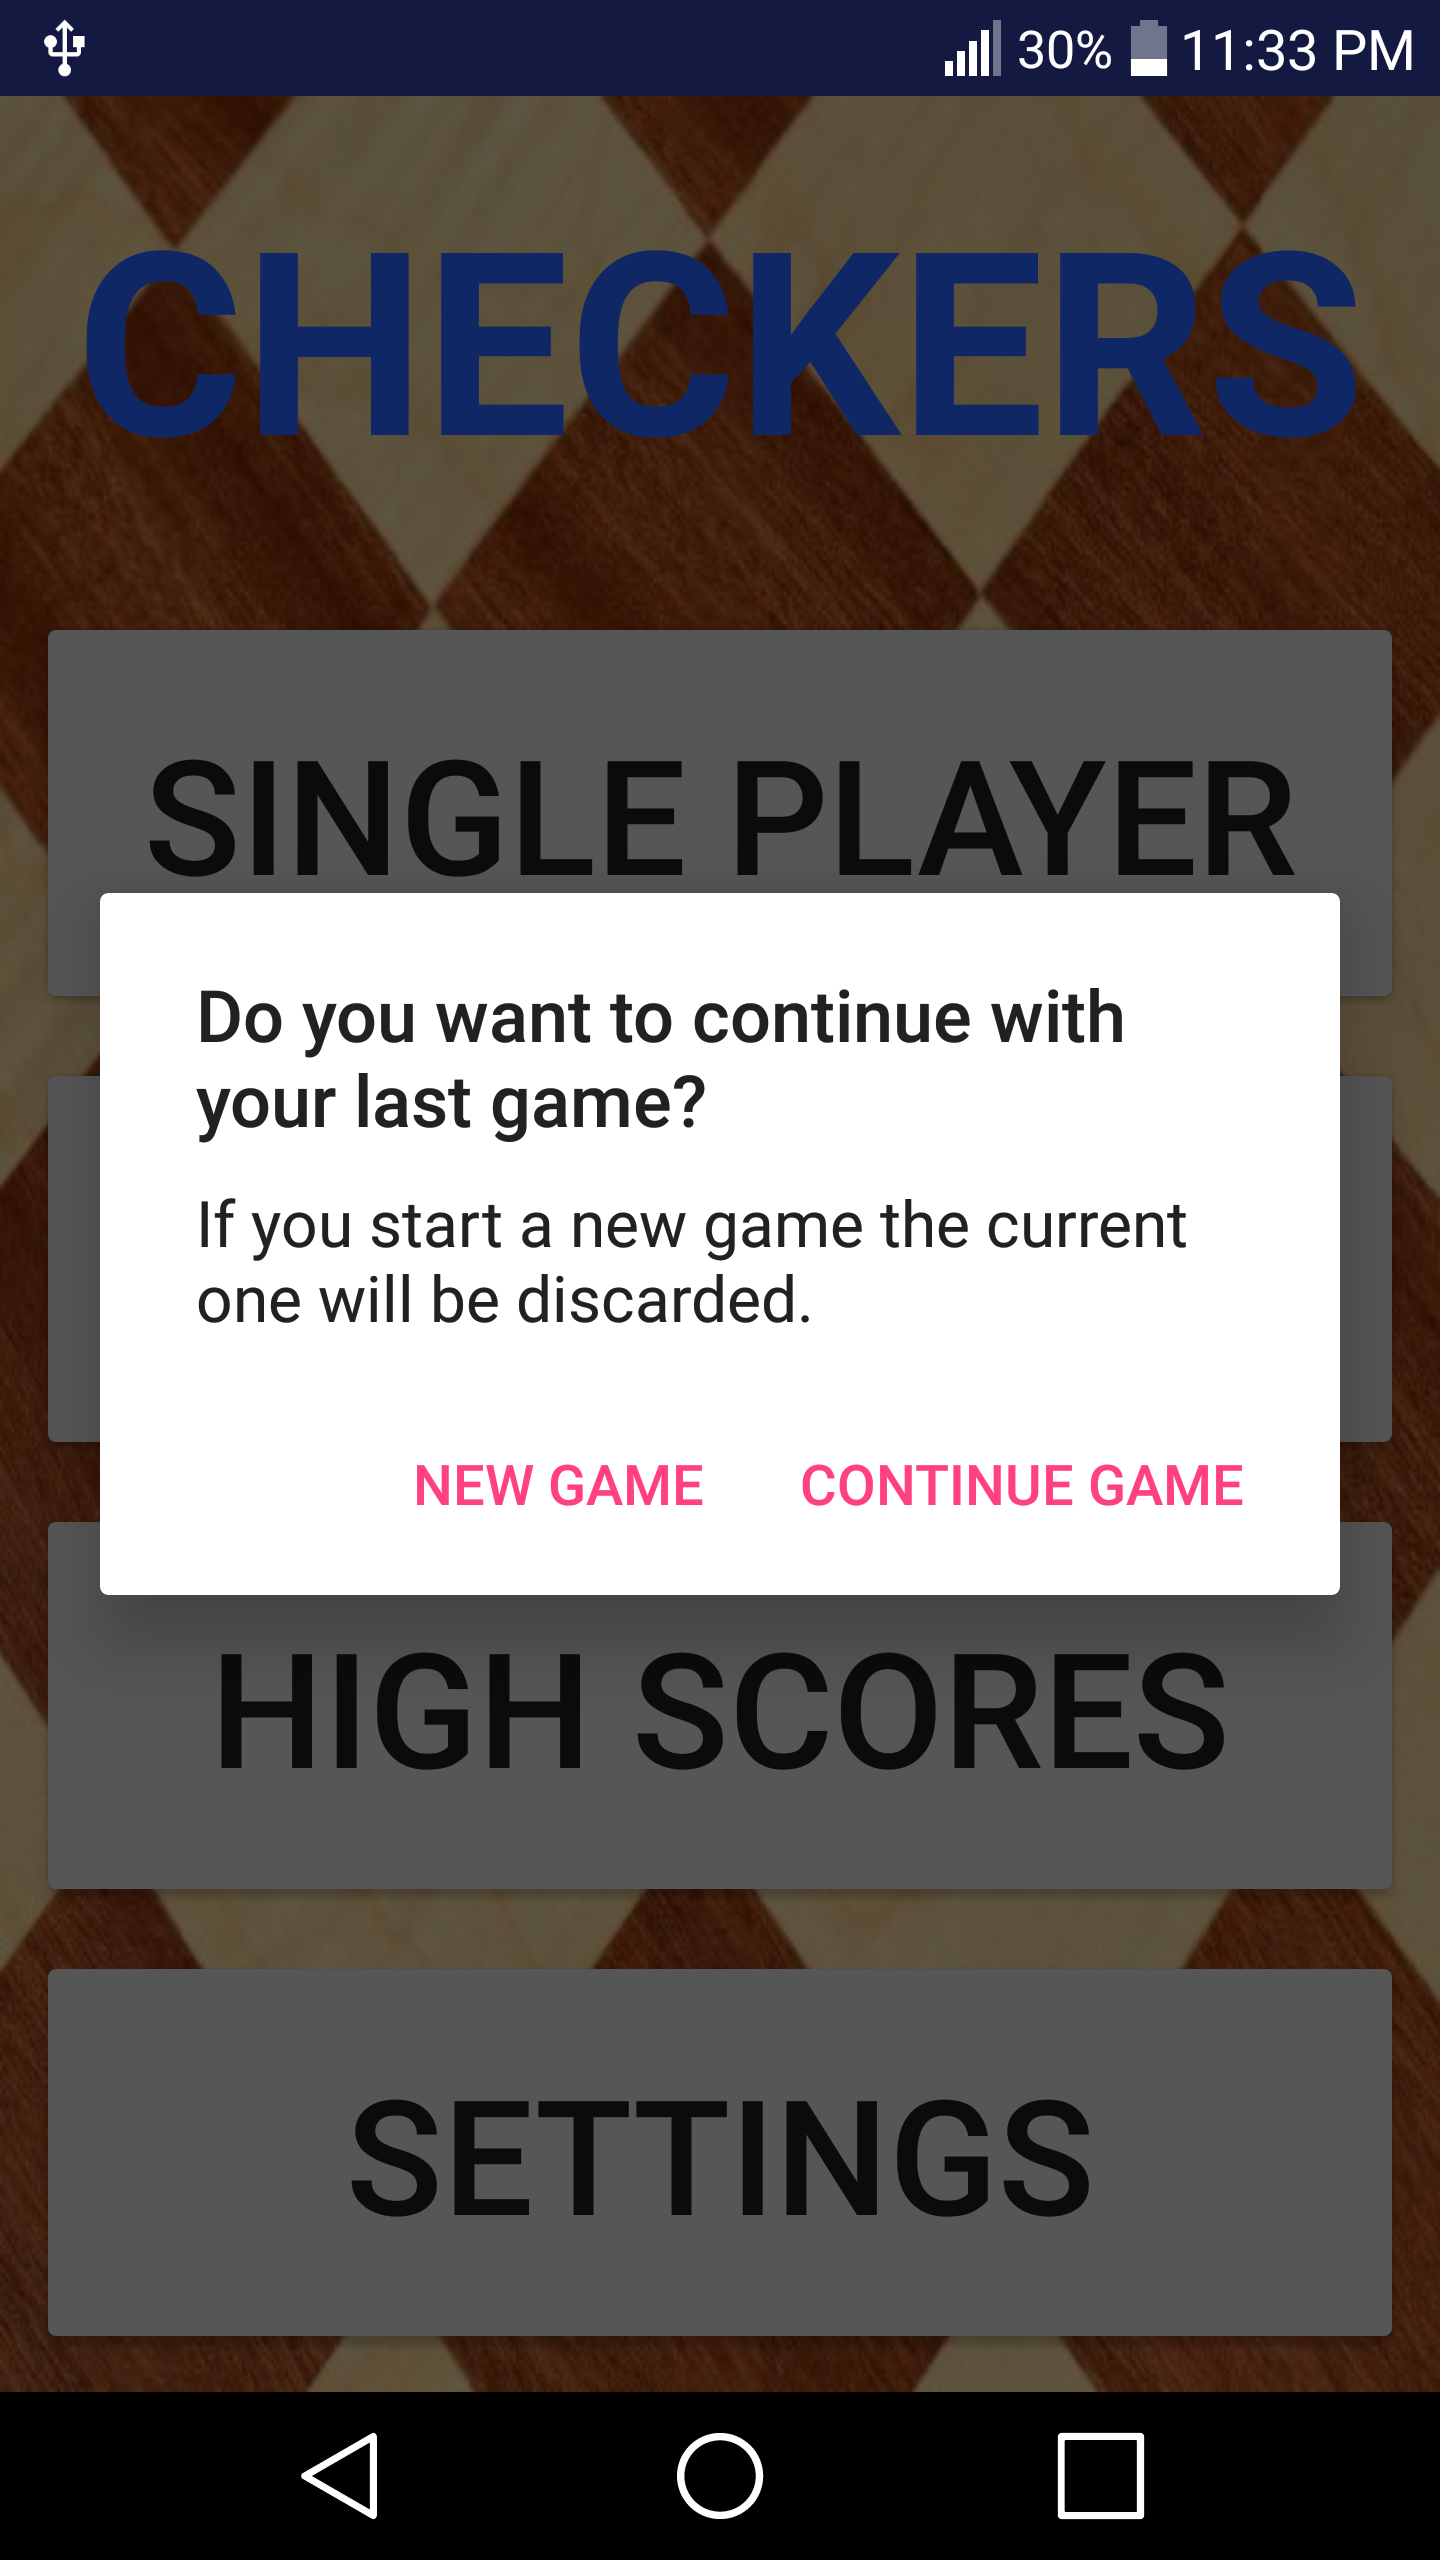 30% 11:33 PM
CHECKERS
SINGLE PLAYER
Do you want to continue with
your last game?
If you start a new game the current
one will be discarded.
NEW GAME CONTINUE GAME
HIGH SCORES
SETTINGS